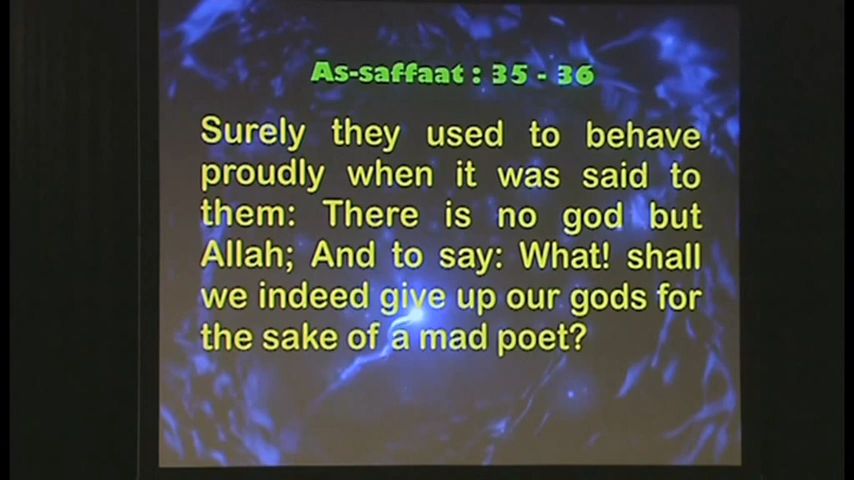 As-saffaat : 35 - 36
Surely they used to behave
proudly when it was said to
them: There is no god but
Allah; And to say: What! shall
we indeed give up our gods for
the sake of a mad poet?